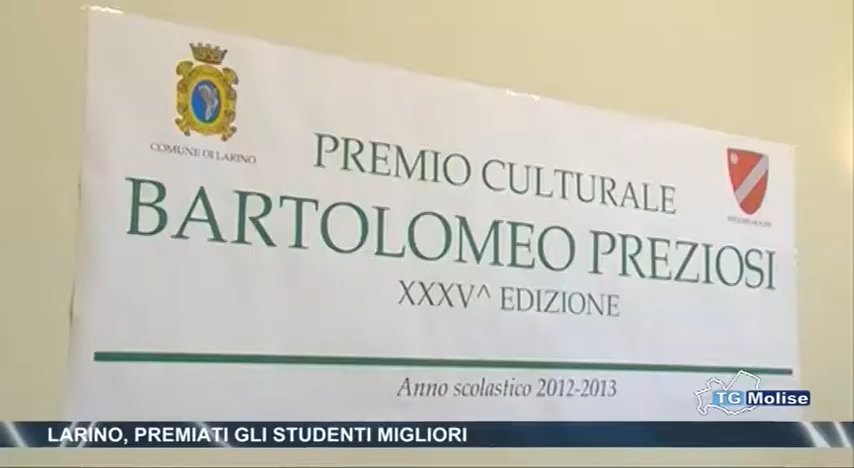 COMUNE DI LARINO
PREMIO CULTURALE
BARTOLOMEO PREZIOSI
XXXV^ EDIZIONE
Anno scolastico 2012-2013
TG Molise
LARINO, PREMIATI GLI STUDENTI MIGLIORI